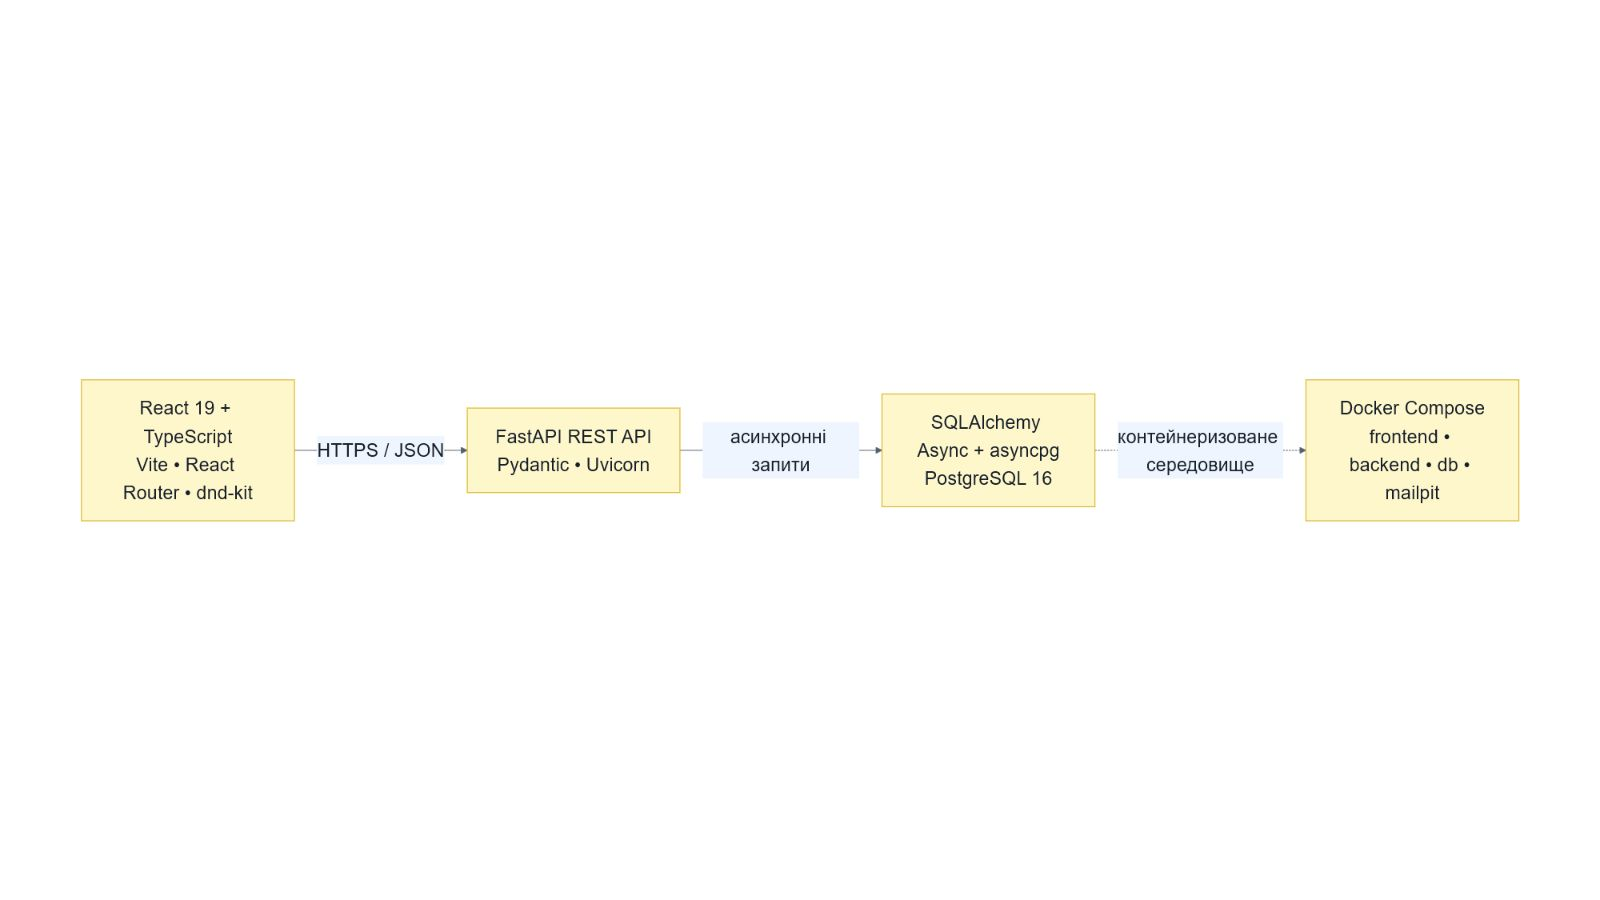 React 19 +
TypeScript
Vite • React
Router • dnd-kit
HTTPS / JSON
FastAPI REST API
Pydantic • Uvicorn
асинхронні
запити
SQLAlchemy
Async + asyncpg
PostgreSQL 16
контейнеризоване
середовище
Docker Compose
frontend •
backend • db •
mailpit